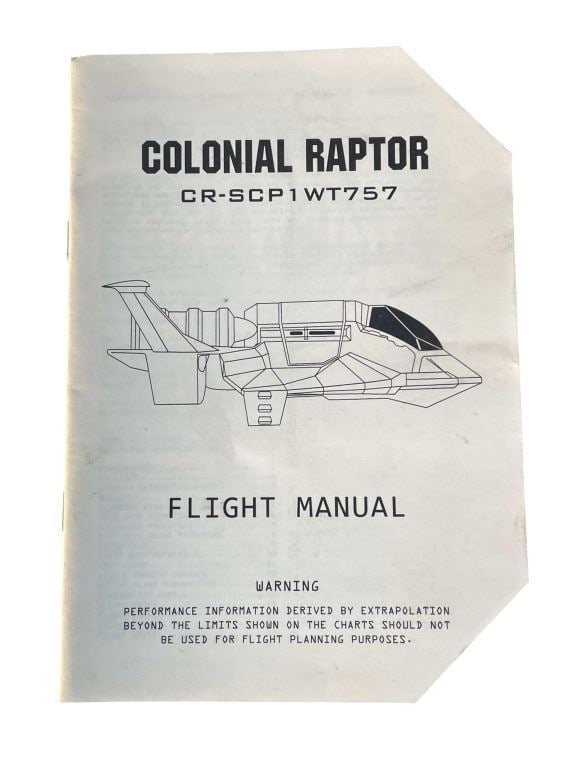 COLONIAL RAPTOR
CR-SCP1WT757
FLIGHT MANUAL
WARNING
PERFORMANCE INFORMATION DERIVED BY EXTRAPOLATION
BEYOND THE LIMITS SHOWN ON THE CHARTS SHOULD NOT
BE USED FOR FLIGHT PLANNING PURPOSES.